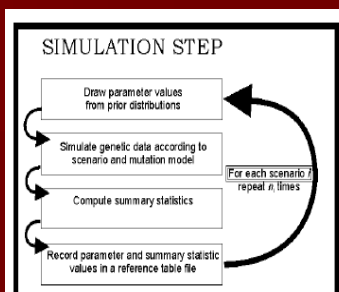 SIMULATION STEP
Draw parameter values
from prior distributions
Simulate genetic data according to
scenario and mutation model
Compute summary statistics
Record parameter and summary statistic
values in a reference table file
For each scenario i
repeat nᵢ times